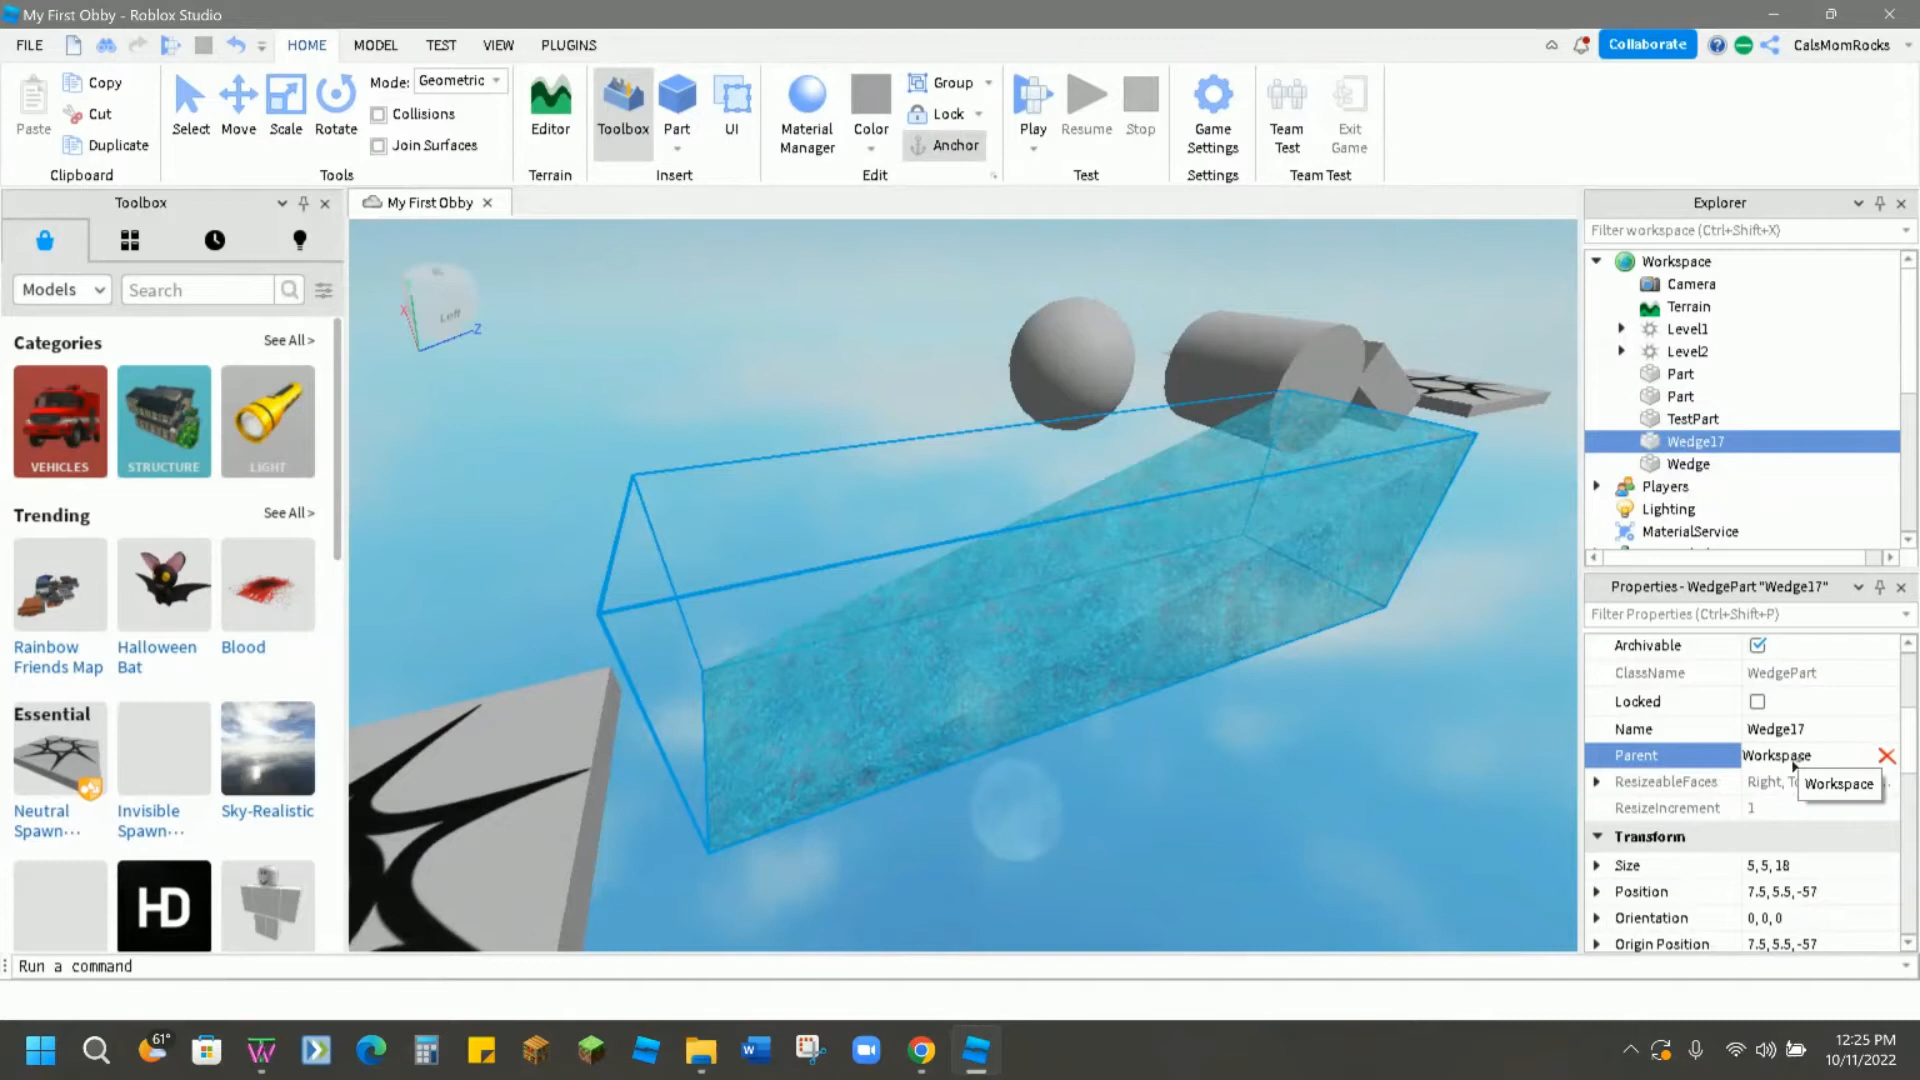 My First Obby - Roblox Studio
FILE HOME MODEL TEST VIEW PLUGINS Collaborate CalsMomRocks
Paste Copy Cut Duplicate Clipboard
Select Move Scale Rotate Mode: Geometric Collisions Join Surfaces Tools
Editor Terrain
Toolbox Part UI Insert
Material Manager Color Group Lock Anchor Edit
Play Resume Stop Test
Game Settings Settings
Team Test Exit Game Team Test
Toolbox
Models Search
Categories See All >
VEHICLES STRUCTURE LIGHT
Trending See All >
Rainbow Friends Map
Halloween Bat
Blood
Essential See All >
Neutral Spawn···
Invisible Spawn···
Sky-Realistic
HD
My First Obby
Left
X
Z
Explorer
Filter workspace (Ctrl+Shift+X)
Workspace
Camera
Terrain
Level1
Level2
Part
Part
TestPart
Wedge17
Wedge
Players
Lighting
MaterialService
Properties - WedgePart "Wedge17"
Filter Properties (Ctrl+Shift+P)
Archivable
ClassName WedgePart
Locked
Name Wedge17
Parent Workspace
Workspace
ResizeableFaces Right, T
ResizeIncrement 1
Transform
Size 5, 5, 18
Position 7.5, 5.5, -57
Orientation 0, 0, 0
Origin Position 7.5, 5.5, -57
Run a command
61°
12:25 PM
10/11/2022